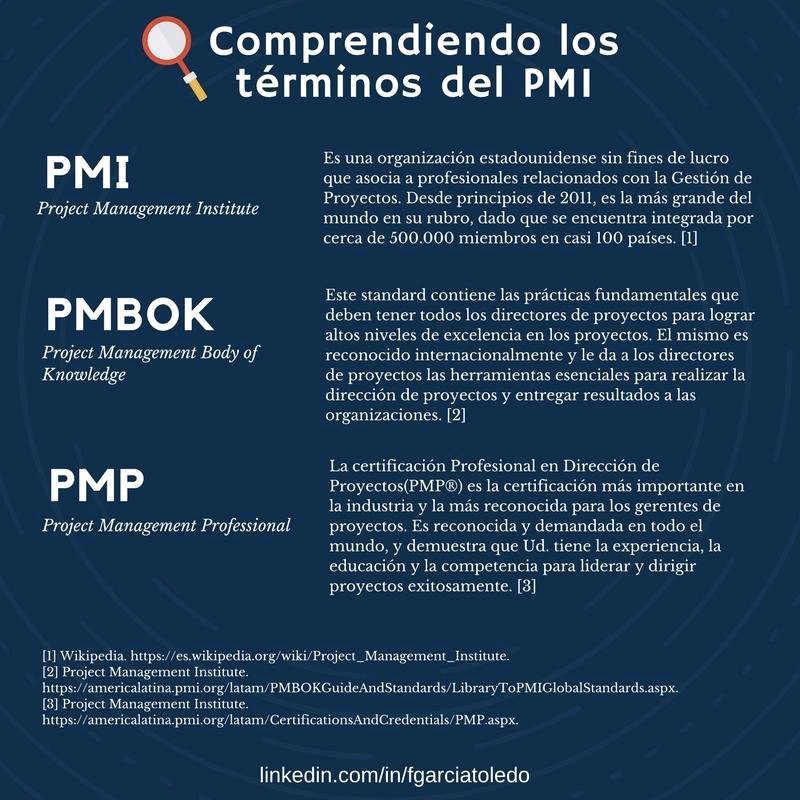 Comprendiendo los
términos del PMI
PMI
Project Management Institute
Es una organización estadounidense sin fines de lucro
que asocia a profesionales relacionados con la Gestión de
Proyectos. Desde principios de 2011, es la más grande del
mundo en su rubro, dado que se encuentra integrada por
cerca de 500.000 miembros en casi 100 países. [1]
PMBOK
Project Management Body of
Knowledge
Este standard contiene las prácticas fundamentales que
deben tener todos los directores de proyectos para lograr
altos niveles de excelencia en los proyectos. El mismo es
reconocido internacionalmente y le da a los directores
de proyectos las herramientas esenciales para realizar la
dirección de proyectos y entregar resultados a las
organizaciones. [2]
PMP
Project Management Professional
La certificación Profesional en Dirección de
Proyectos(PMP®) es la certificación más importante en
la industria y la más reconocida para los gerentes de
proyectos. Es reconocida y demandada en todo el
mundo, y demuestra que Ud. tiene la experiencia, la
educación y la competencia para liderar y dirigir
proyectos exitosamente. [3]
[1] Wikipedia. https://es.wikipedia.org/wiki/Project_Management_Institute.
[2] Project Management Institute.
https://americalatina.pmi.org/latam/PMBOKGuideAndStandards/LibraryToPMIGlobalStandards.aspx.
[3] Project Management Institute.
https://americalatina.pmi.org/latam/CertificationsAndCredentials/PMP.aspx.
linkedin.com/in/fgarciatoledo